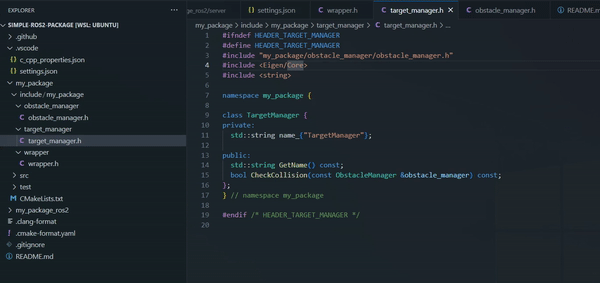 EXPLORER
SIMPLE-ROS2-PACKAGE [WSL: UBUNTU]
.github
.vscode
c_cpp_properties.json
settings.json
my_package
include / my_package
obstacle_manager
obstacle_manager.h
target_manager
target_manager.h
wrapper
wrapper.h
src
test
CMakeLists.txt
my_package_ros2
.clang-format
.cmake-format.yaml
.gitignore
README.md
ge_ros2/server
settings.json
wrapper.h
target_manager.h
obstacle_manager.h
README
my_package > include > my_package > target_manager > target_manager.h > ...
1 #ifndef HEADER_TARGET_MANAGER
2 #define HEADER_TARGET_MANAGER
3 #include "my_package/obstacle_manager/obstacle_manager.h"
4 #include <Eigen/Core>
5 #include <string>
6
7 namespace my_package {
8
9 class TargetManager {
10 private:
11 std::string name_{"TargetManager"};
12
13 public:
14 std::string GetName() const;
15 bool CheckCollision(const ObstacleManager &obstacle_manager) const;
16 };
17 } // namespace my_package
18
19 #endif /* HEADER_TARGET_MANAGER */
20